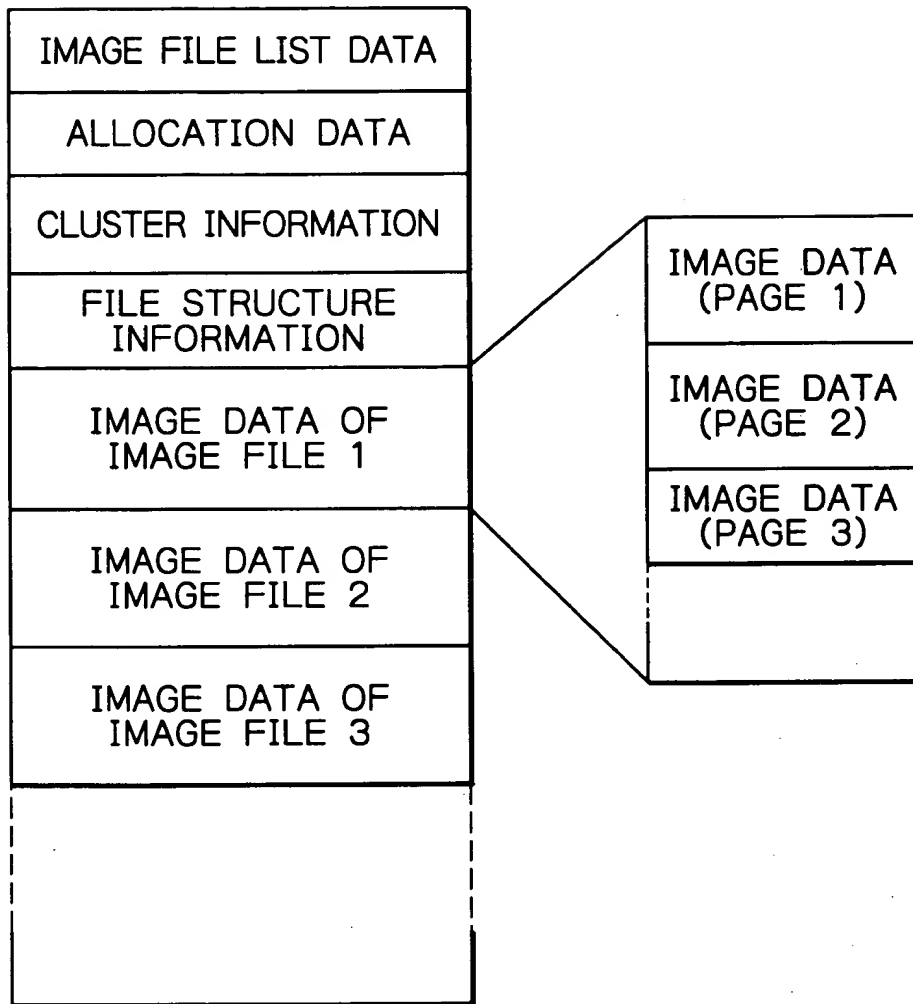 IMAGE FILE LIST DATA
ALLOCATION DATA
CLUSTER INFORMATION
FILE STRUCTURE
INFORMATION
IMAGE DATA OF
IMAGE FILE 1
IMAGE DATA OF
IMAGE FILE 2
IMAGE DATA OF
IMAGE FILE 3
IMAGE DATA
(PAGE 1)
IMAGE DATA
(PAGE 2)
IMAGE DATA
(PAGE 3)